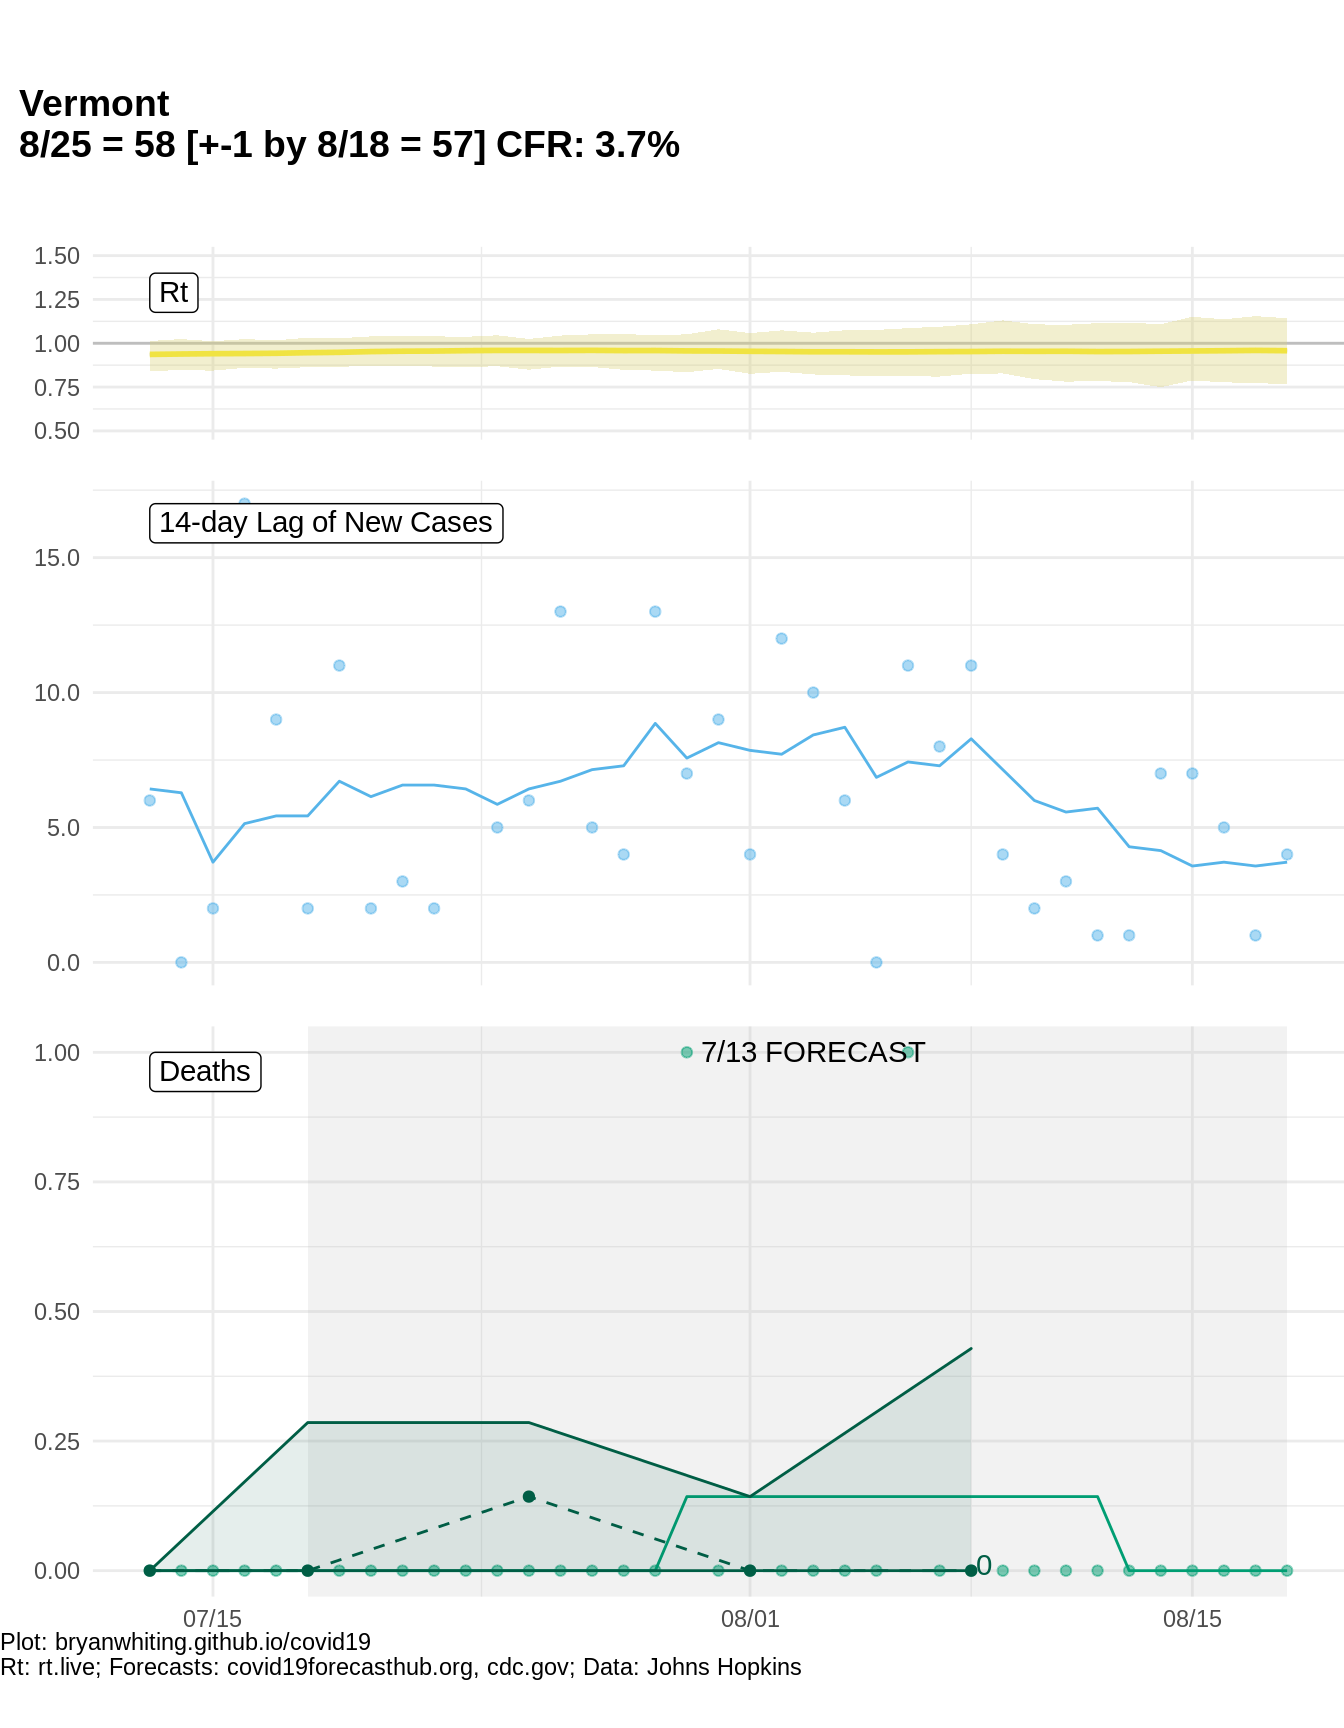 Vermont
8/25 = 58 [+-1 by 8/18 = 57] CFR: 3.7%
1.50
Rt
1.25
1.00
0.75
0.50
14-day Lag of New Cases
15.0
10.0
5.0
0.0
1.00
7/13 FORECAST
Deaths
0.75
0.50
0.25
0.00
0
07/15
08/01
08/15
Plot: bryanwhiting.github.io/covid19
Rt: rt.live; Forecasts: covid19forecasthub.org, cdc.gov; Data: Johns Hopkins